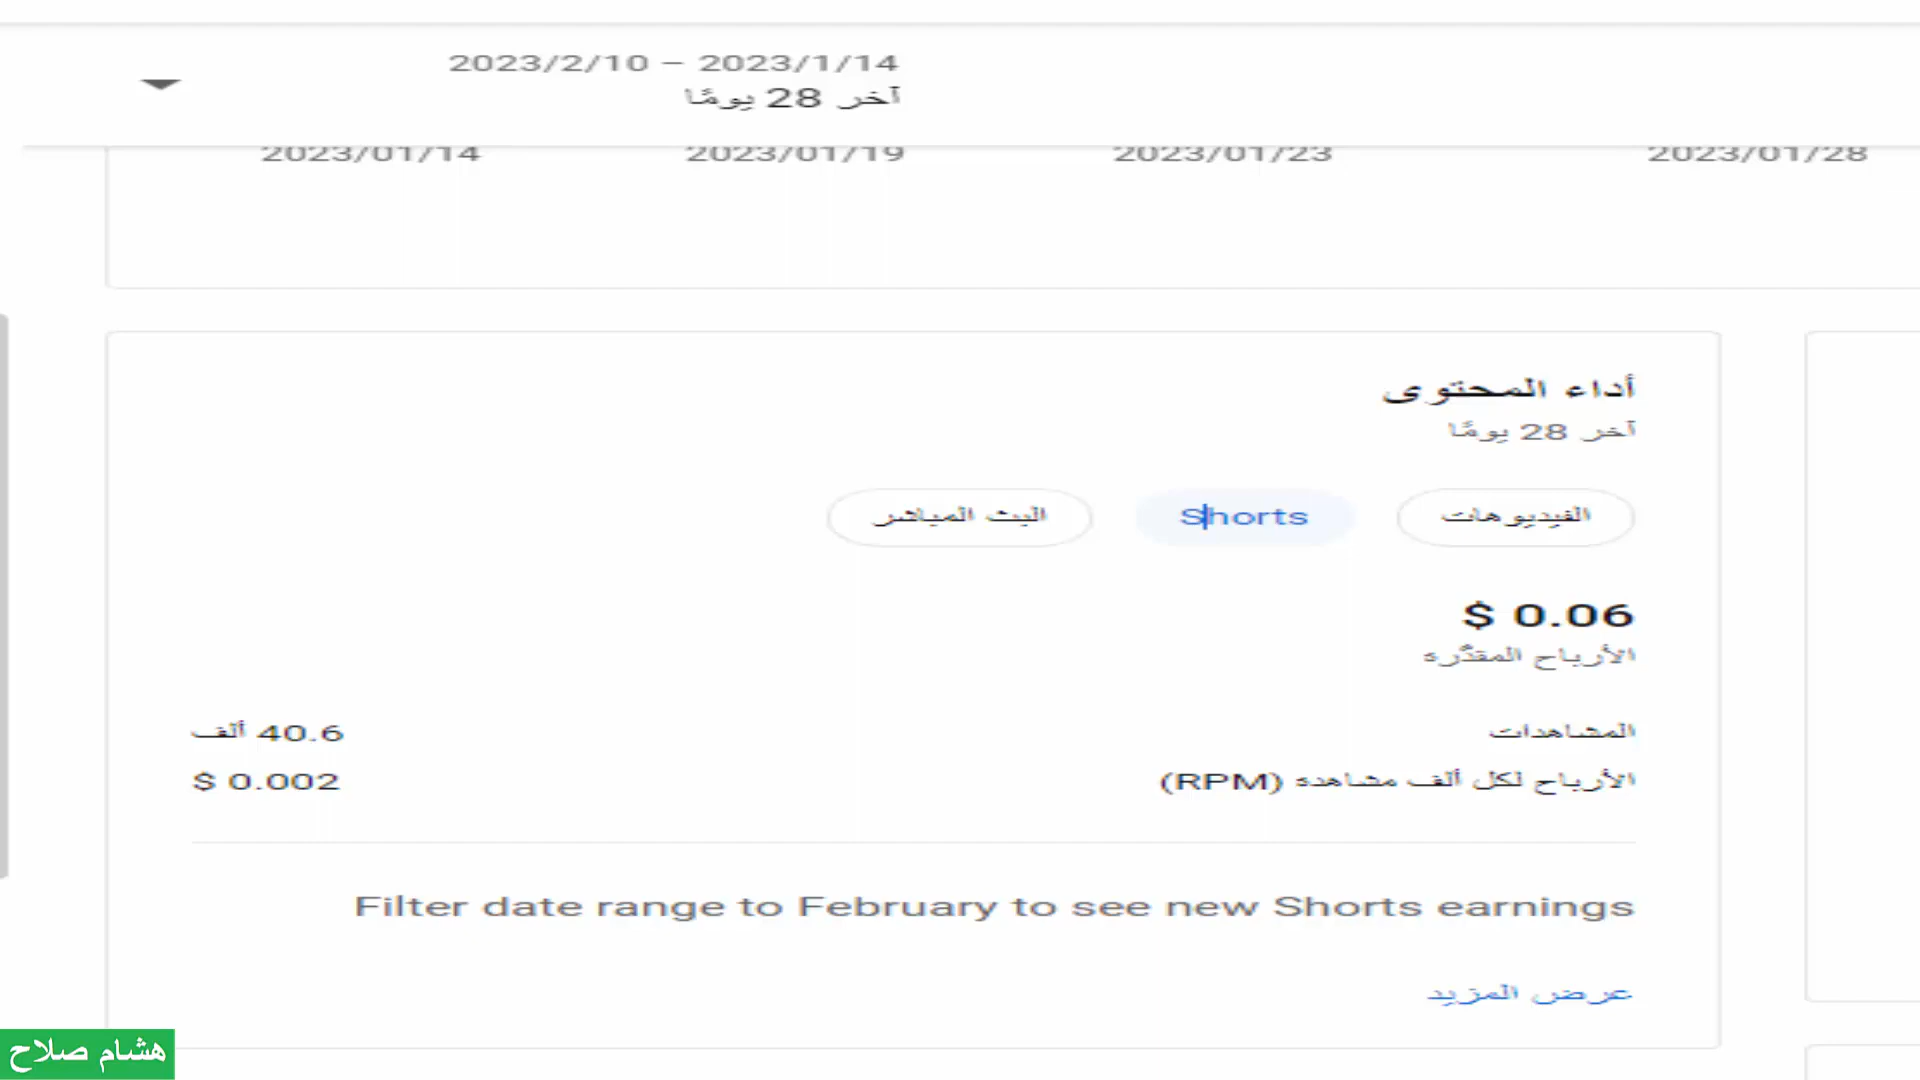 2023/2/10 – 2023/1/14
آخر 28 يومًا
2023/01/14 2023/01/19 2023/01/23 2023/01/28
أداء المحتوى
آخر 28 يومًا
الفيديوهات Shorts البث المباشر
$ 0.06
الأرباح المقدَّرة
المشاهدات 40.6 ألف
الأرباح لكل ألف مشاهدة (RPM) $ 0.002
Filter date range to February to see new Shorts earnings
عرض المزيد
هشام صلاح